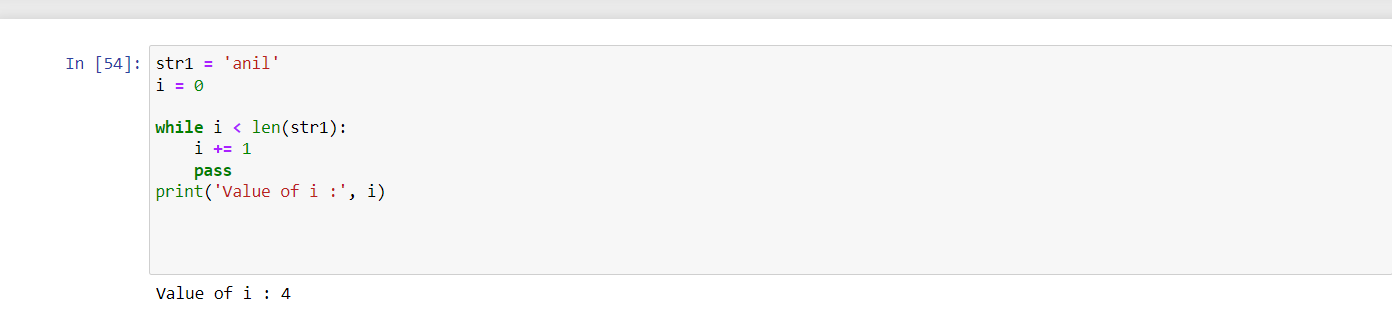 In [54]: str1 = 'anil'
i = 0
while i < len(str1):
    i += 1
    pass
print('Value of i :', i)
Value of i : 4